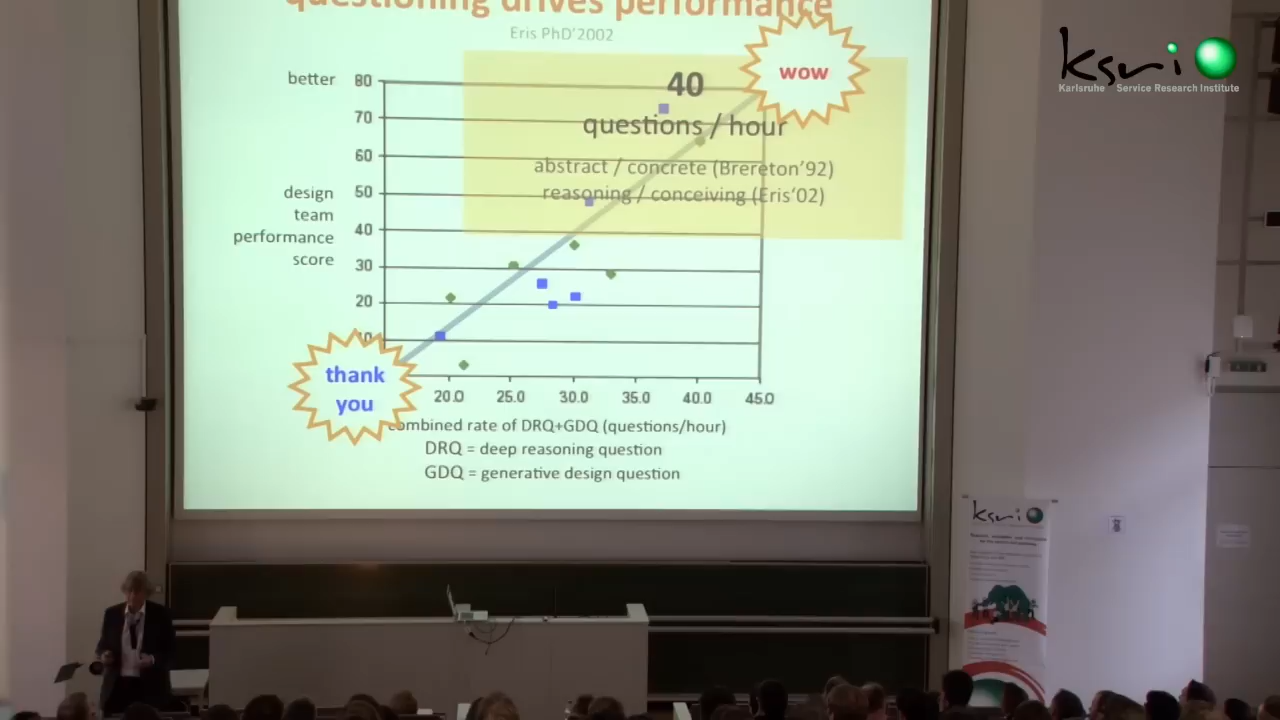 questioning drives performance
Eris PhD'2002
wow
40
questions / hour
abstract / concrete (Brereton'92)
reasoning / conceiving (Eris'02)
better
design
team
performance
score
80
70
60
50
40
30
20
thank
you
20.0 25.0 30.0 35.0 40.0 45.0
combined rate of DRQ+GDQ (questions/hour)
DRQ = deep reasoning question
GDQ = generative design question
ksri
Karlsruhe Service Research Institute
ksri